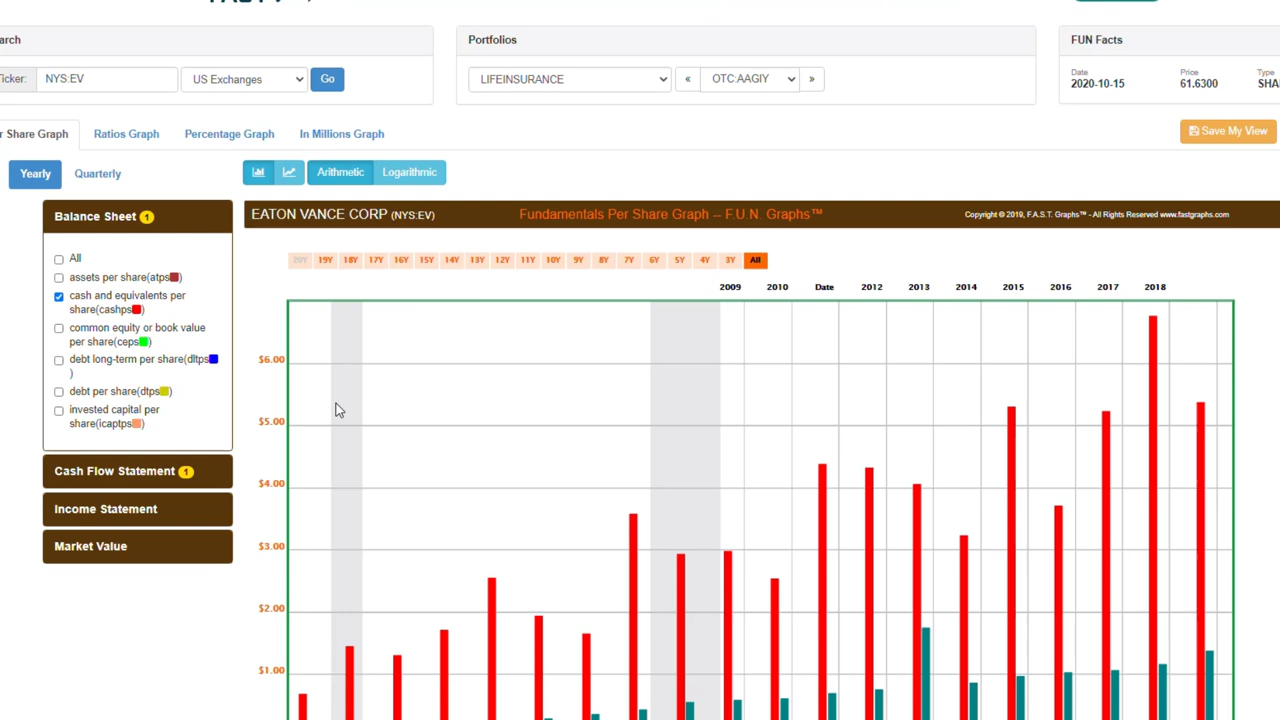 arch
Portfolios
FUN Facts
Ticker:
NYS:EV
US Exchanges
Go
LIFEINSURANCE
«
OTC:AAGIY
»
Date
2020-10-15
Price
61.6300
Type
SHA
r Share Graph
Ratios Graph
Percentage Graph
In Millions Graph
Save My View
Yearly
Quarterly
Arithmetic
Logarithmic
Balance Sheet 1
All
assets per share(atps )
cash and equivalents per
share(cashps )
common equity or book value
per share(ceps )
debt long-term per share(dltps
)
debt per share(dtps )
invested capital per
share(icaptps )
Cash Flow Statement 1
Income Statement
Market Value
EATON VANCE CORP (NYS:EV)
Fundamentals Per Share Graph -- F.U.N. Graphs™
Copyright © 2019, F.A.S.T. Graphs™ - All Rights Reserved www.fastgraphs.com
20Y 19Y 18Y 17Y 16Y 15Y 14Y 13Y 12Y 11Y 10Y 9Y 8Y 7Y 6Y 5Y 4Y 3Y All
2009 2010 Date 2012 2013 2014 2015 2016 2017 2018
$6.00
$5.00
$4.00
$3.00
$2.00
$1.00